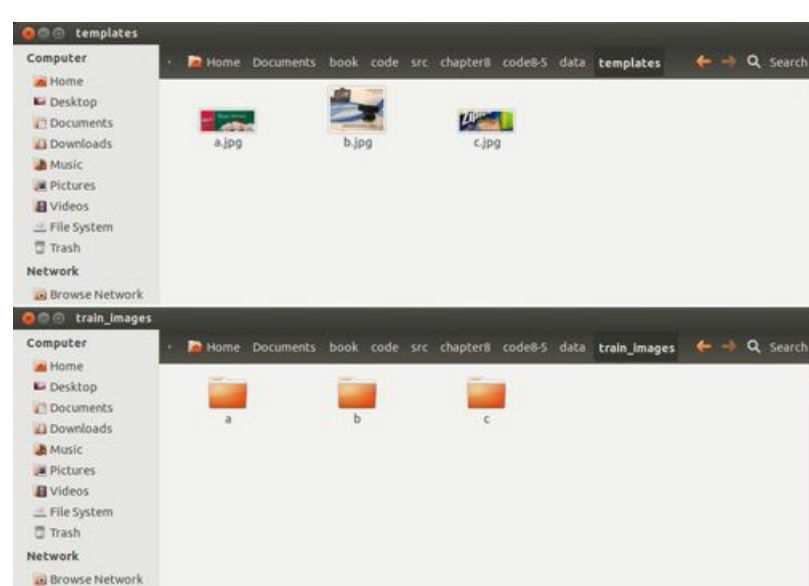 templates
Computer
Home Documents book code src chapter8 code8-5 data templates Search
Home
Desktop
Documents
Downloads
Music
Pictures
Videos
File System
Trash
Network
Browse Network
a.jpg b.jpg c.jpg
train_images
Computer
Home Documents book code src chapter8 code8-5 data train_images Search
Home
Desktop
Documents
Downloads
Music
Pictures
Videos
File System
Trash
Network
Browse Network
a b c